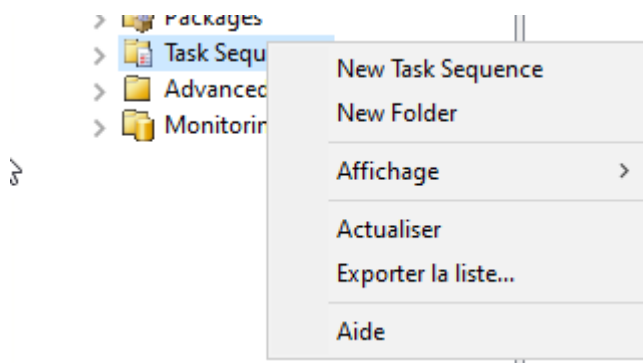 Packages
Task Sequ
New Task Sequence
Advanced
New Folder
Monitorin
Affichage
Actualiser
Exporter la liste...
Aide